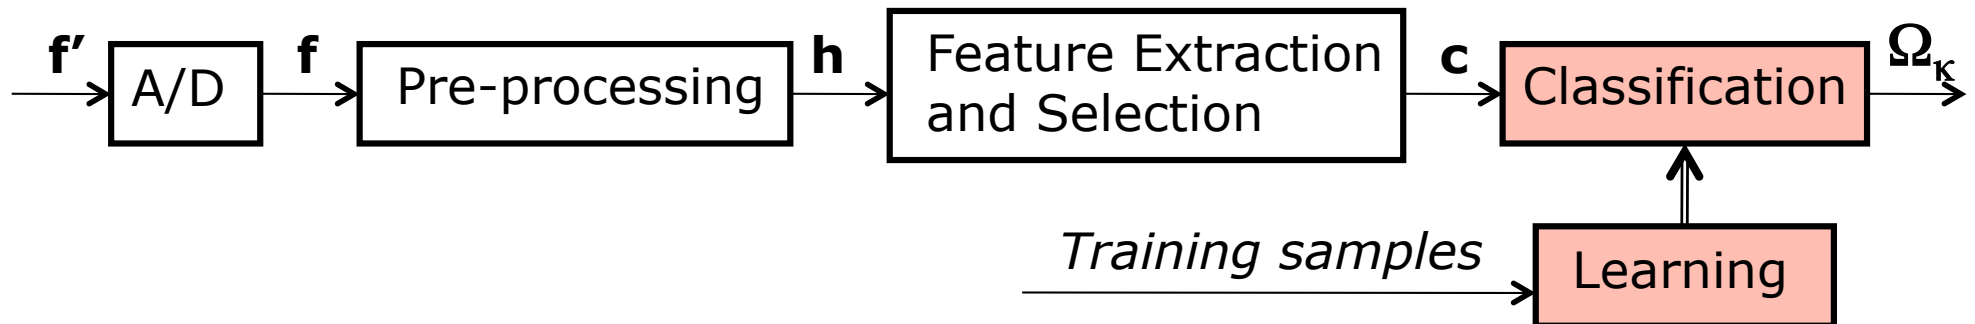 f′
A/D
f
Pre-processing
h
Feature Extraction
and Selection
c
Classification
Ωκ
Training samples
Learning